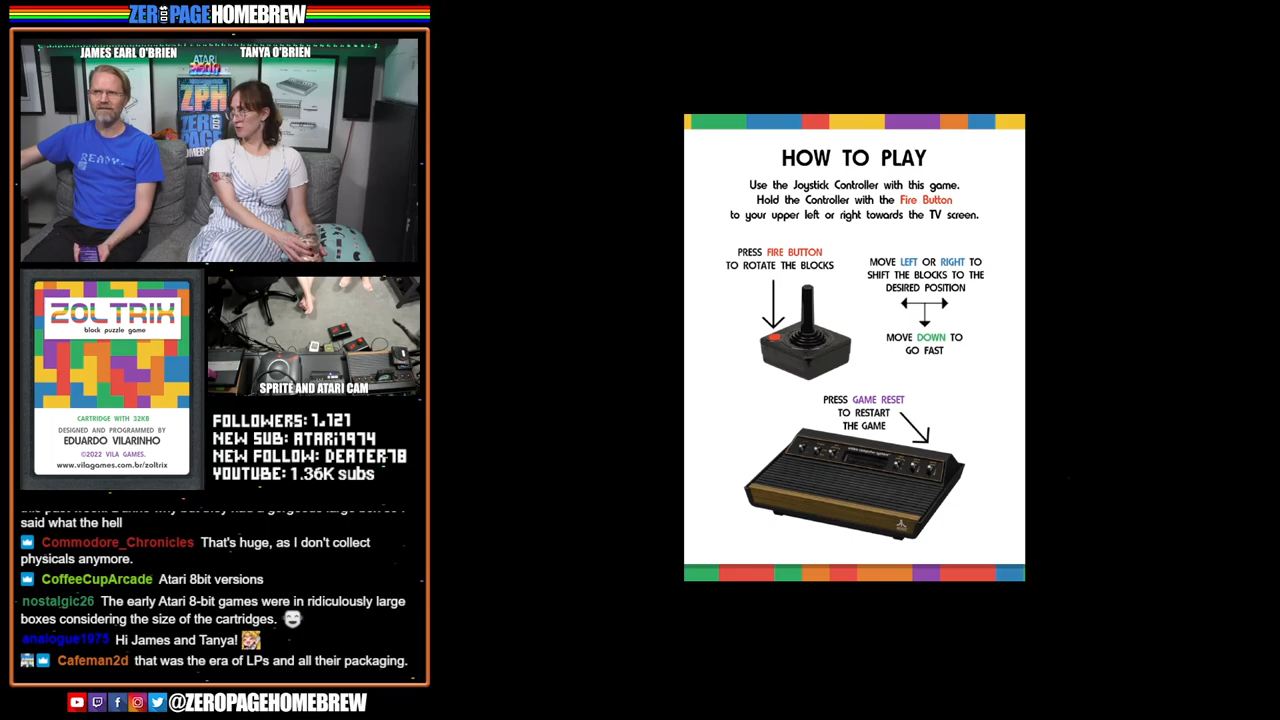 ZEROPAGEHOMEBREW
JAMES EARL O'BRIEN
TANYA O'BRIEN
ATARI
ZPH
ZERO
PAGE
HOMEBREW
READY
ZOLTRIX
block puzzle game
CARTRIDGE WITH 32KB
DESIGNED AND PROGRAMMED BY
EDUARDO VILARINHO
©2022 VILA GAMES.
www.vilagames.com.br/zoltrix
SPRITE AND ATARI CAM
FOLLOWERS: 1,121
NEW SUB: ATARI1974
NEW FOLLOW: DEATER78
YOUTUBE: 1.36K subs
said what the hell
Commodore_Chronicles That's huge, as I don't collect
physicals anymore.
CoffeeCupArcade Atari 8bit versions
nostalgic26 The early Atari 8-bit games were in ridiculously large
boxes considering the size of the cartridges.
analogue1975 Hi James and Tanya!
Cafeman2d that was the era of LPs and all their packaging.
@ZEROPAGEHOMEBREW
HOW TO PLAY
Use the Joystick Controller with this game.
Hold the Controller with the Fire Button
to your upper left or right towards the TV screen.
PRESS FIRE BUTTON
TO ROTATE THE BLOCKS
MOVE LEFT OR RIGHT TO
SHIFT THE BLOCKS TO THE
DESIRED POSITION
MOVE DOWN TO
GO FAST
PRESS GAME RESET
TO RESTART
THE GAME